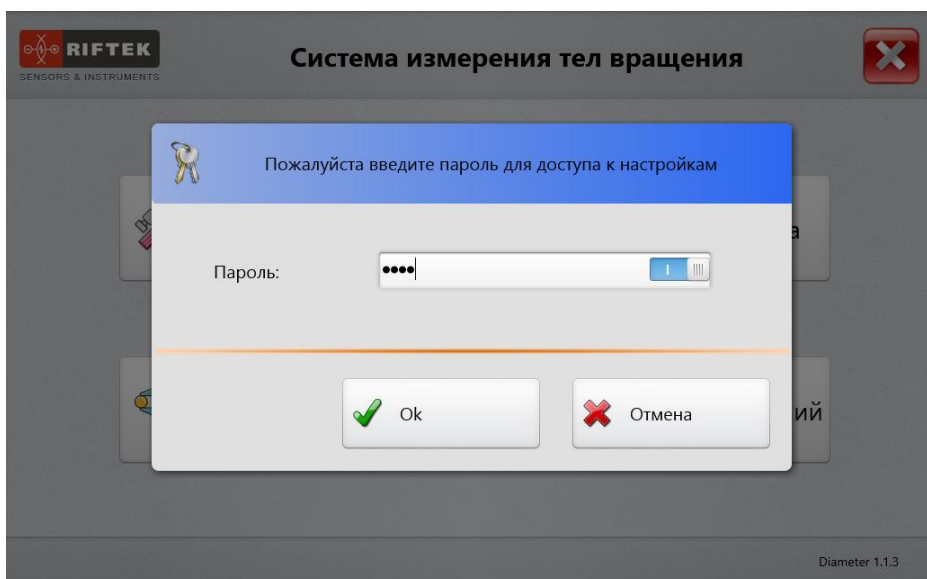 RIFTEK
SENSORS & INSTRUMENTS
Система измерения тел вращения
Пожалуйста введите пароль для доступа к настройкам
Пароль:
Ok
Отмена
Diameter 1.1.3